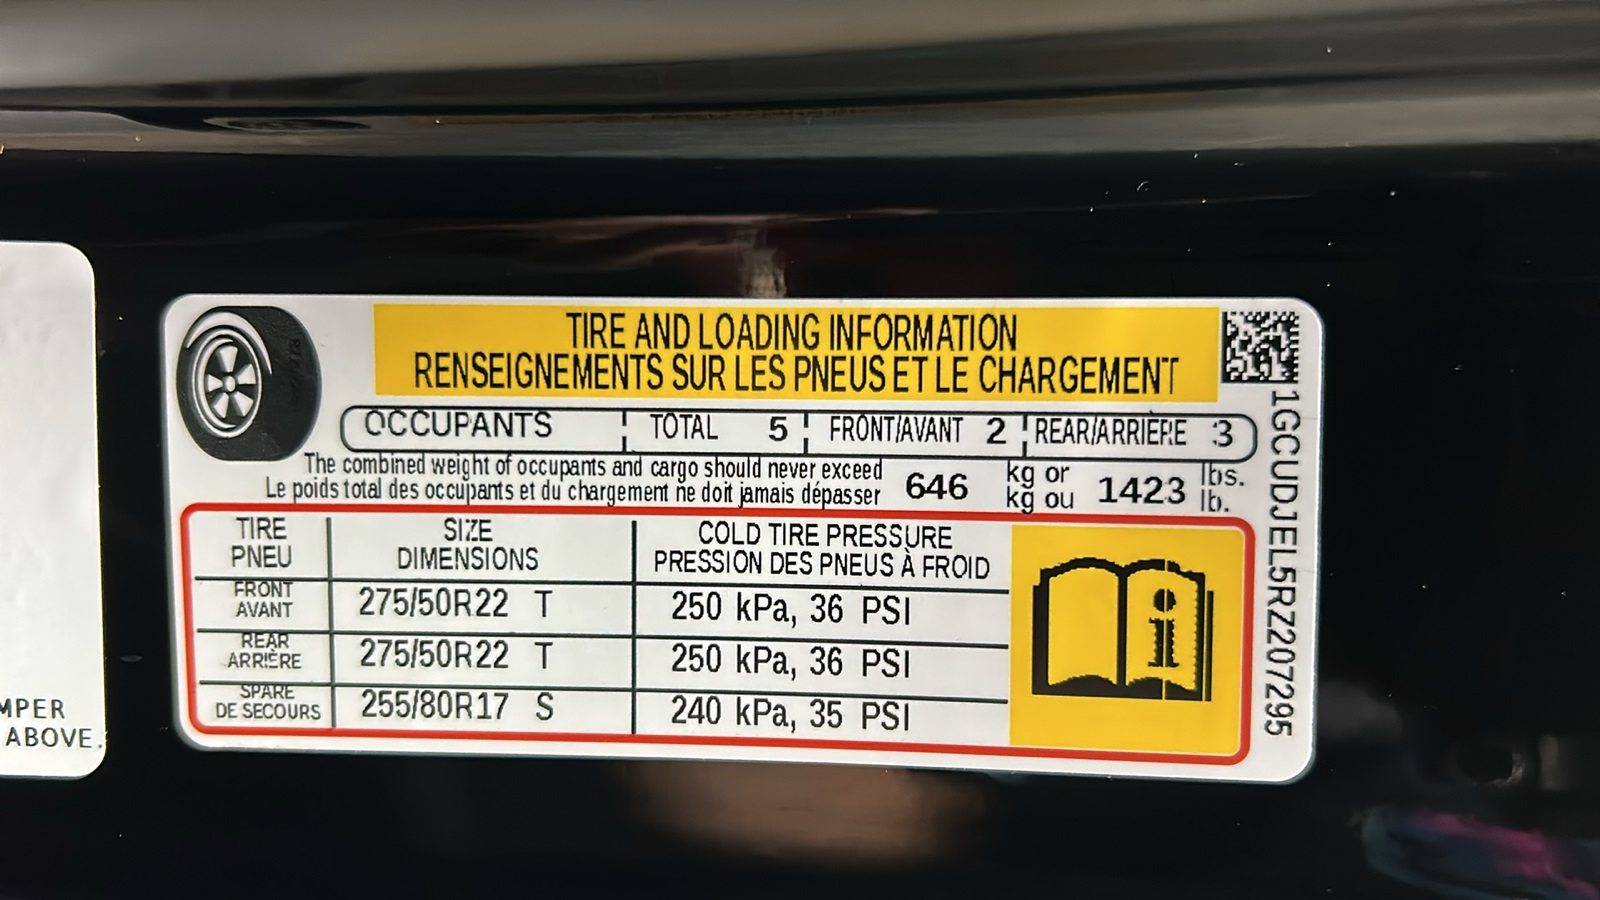 TIRE AND LOADING INFORMATION
RENSEIGNEMENTS SUR LES PNEUS ET LE CHARGEMENT
OCCUPANTS TOTAL 5 FRONT/AVANT 2 REAR/ARRIÈRE 3
The combined weight of occupants and cargo should never exceed
Le poids total des occupants et du chargement ne doit jamais dépasser
646 kg or 1423 lbs.
kg ou lb.
TIRE SIZE COLD TIRE PRESSURE
PNEU DIMENSIONS PRESSION DES PNEUS À FROID
FRONT
AVANT 275/50R22 T 250 kPa, 36 PSI
REAR
ARRIÈRE 275/50R22 T 250 kPa, 36 PSI
SPARE
DE SECOURS 255/80R17 S 240 kPa, 35 PSI
1GCUDJEL5RZ207295
MPER
ABOVE.